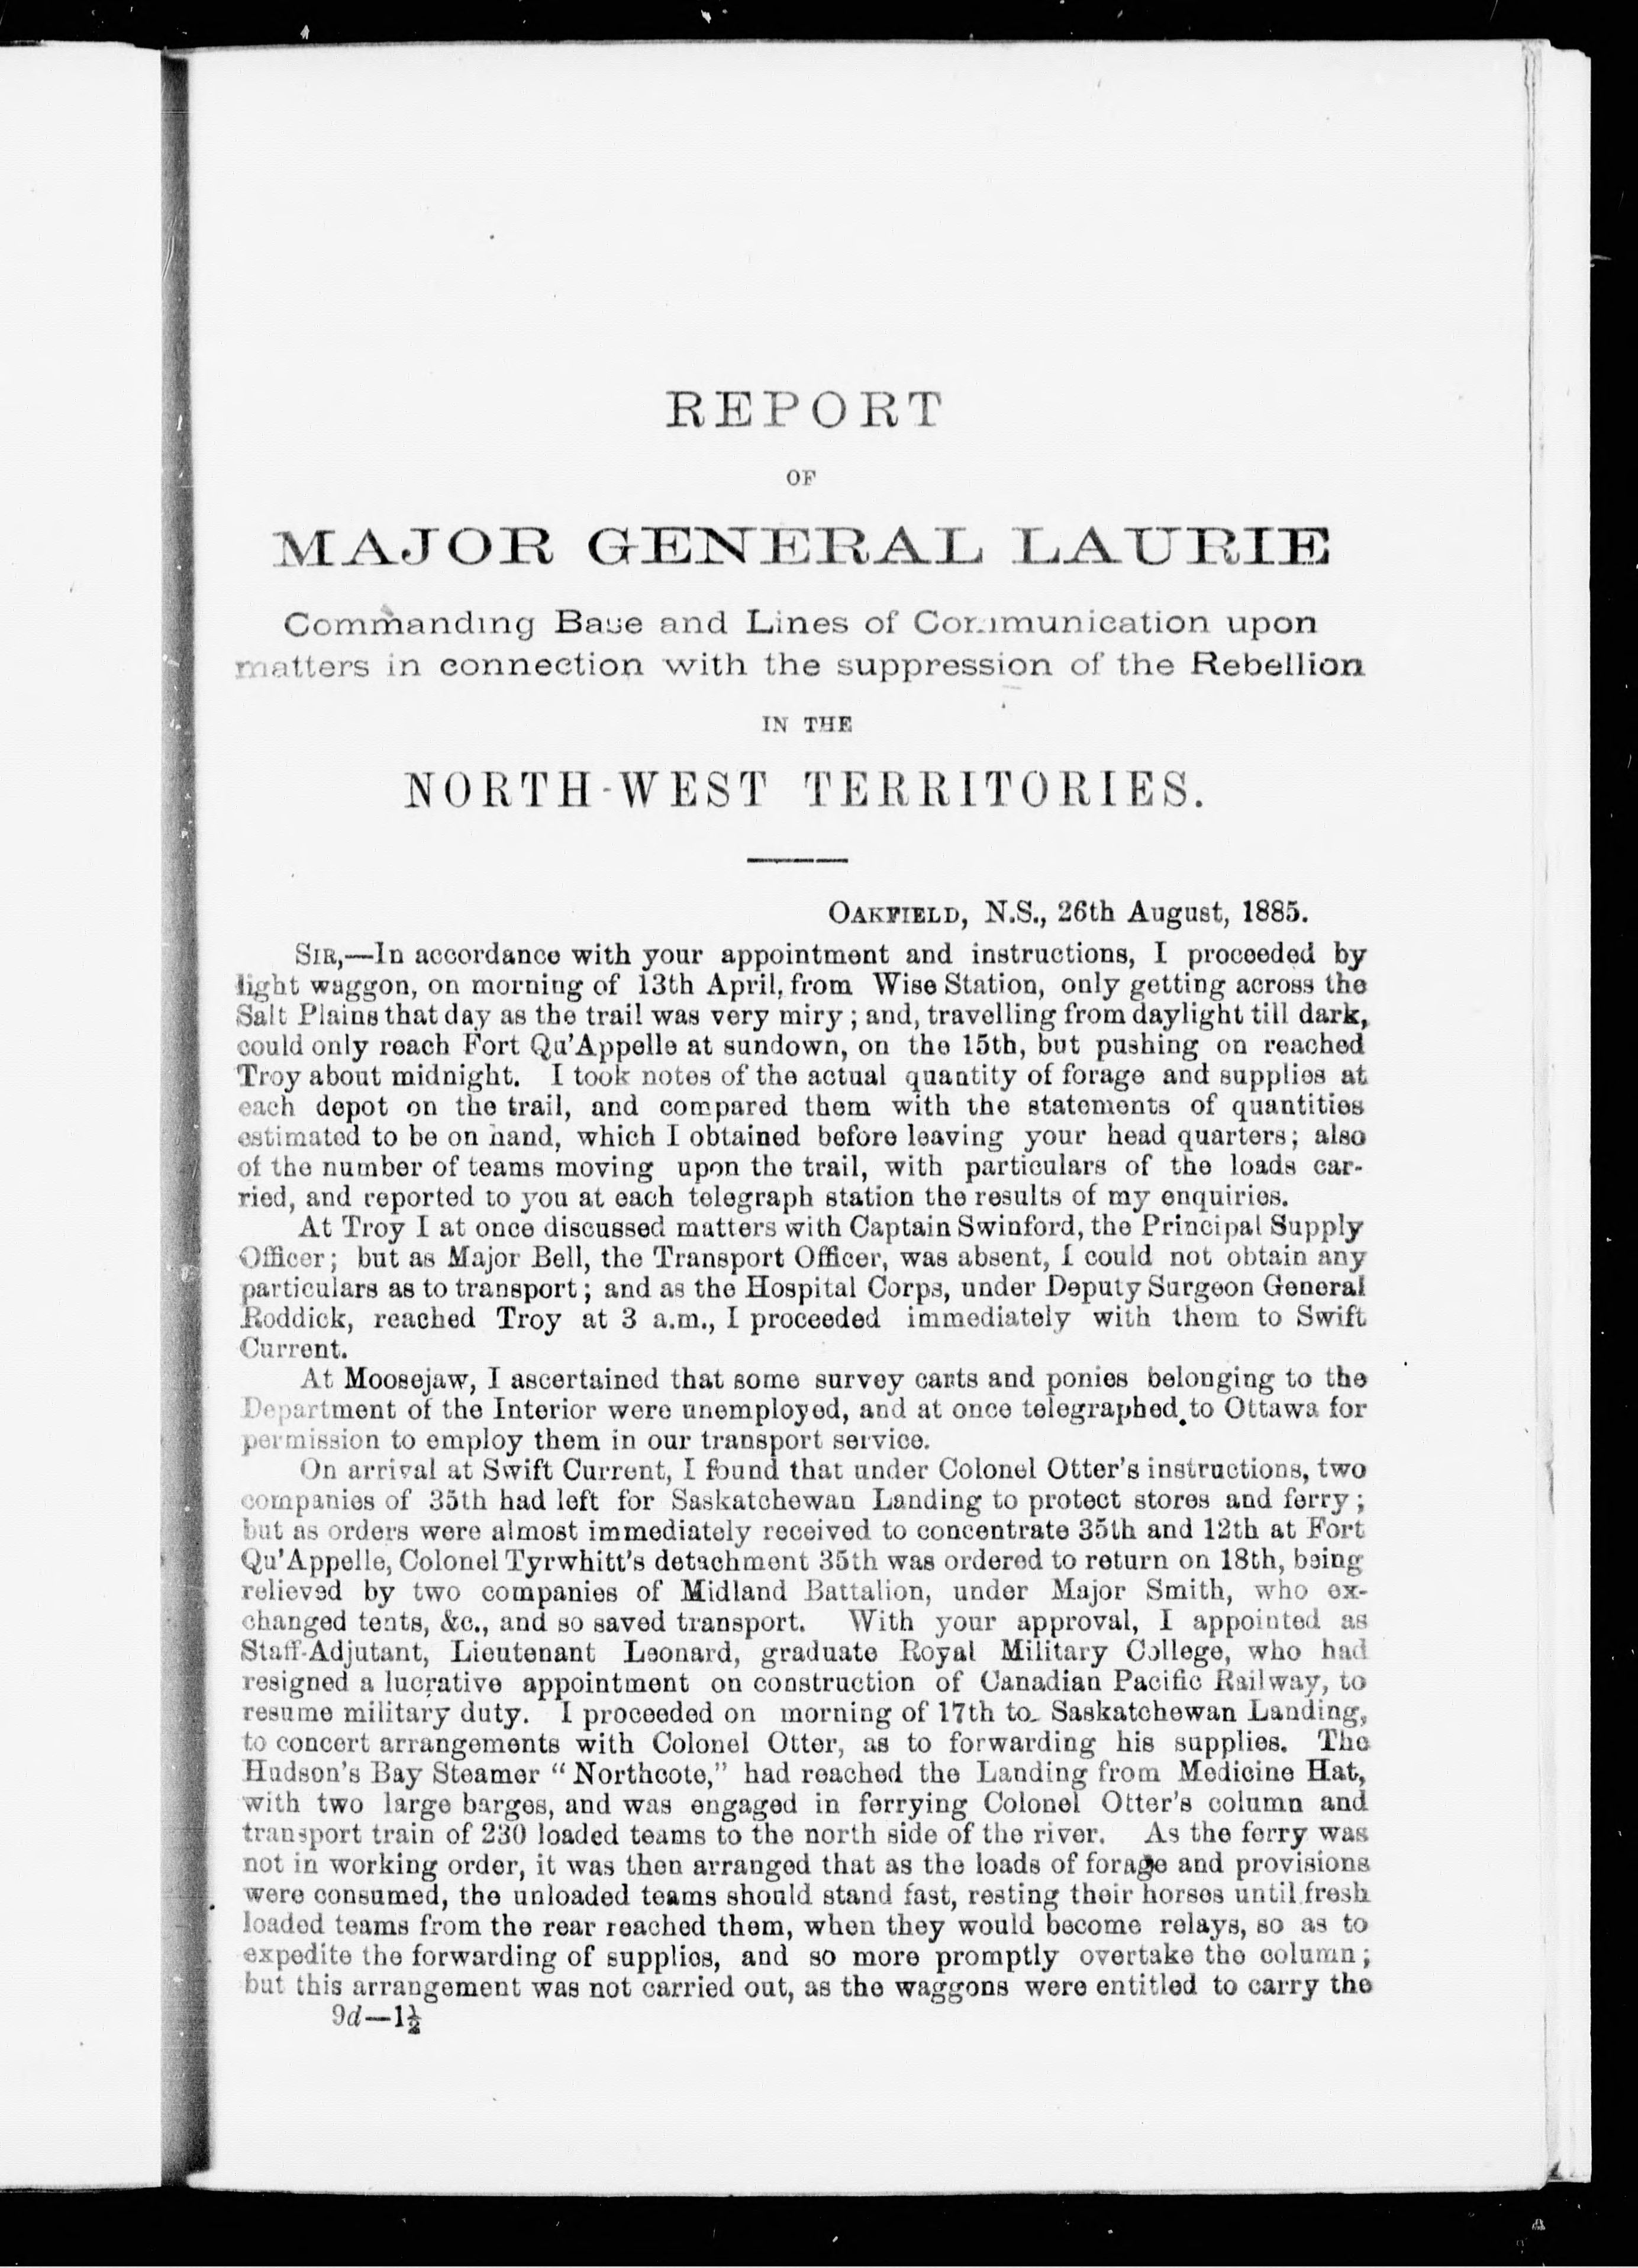 REPORT
OF
MAJOR GENERAL LAURIE
Commanding Base and Lines of Communication upon
matters in connection with the suppression of the Rebellion
IN THE
NORTH-WEST TERRITORIES.
OAKFIELD, N.S., 26th August, 1885.
SIR,—In accordance with your appointment and instructions, I proceeded by
light waggon, on morning of 13th April, from Wise Station, only getting across the
Salt Plains that day as the trail was very miry; and, travelling from daylight till dark,
could only reach Fort Qu'Appelle at sundown, on the 15th, but pushing on reached
Troy about midnight. I took notes of the actual quantity of forage and supplies at
each depot on the trail, and compared them with the statements of quantities
estimated to be on hand, which I obtained before leaving your head quarters; also
of the number of teams moving upon the trail, with particulars of the loads car-
ried, and reported to you at each telegraph station the results of my enquiries.
At Troy I at once discussed matters with Captain Swinford, the Principal Supply
Officer; but as Major Bell, the Transport Officer, was absent, I could not obtain any
particulars as to transport; and as the Hospital Corps, under Deputy Surgeon General
Roddick, reached Troy at 3 a.m., I proceeded immediately with them to Swift
Current.
At Moosejaw, I ascertained that some survey carts and ponies belonging to the
Department of the Interior were unemployed, and at once telegraphed to Ottawa for
permission to employ them in our transport service.
On arrival at Swift Current, I found that under Colonel Otter's instructions, two
companies of 35th had left for Saskatchewan Landing to protect stores and ferry;
but as orders were almost immediately received to concentrate 35th and 12th at Fort
Qu'Appelle, Colonel Tyrwhitt's detachment 35th was ordered to return on 18th, being
relieved by two companies of Midland Battalion, under Major Smith, who ex-
changed tents, &c., and so saved transport. With your approval, I appointed as
Staff-Adjutant, Lieutenant Leonard, graduate Royal Military College, who had
resigned a lucrative appointment on construction of Canadian Pacific Railway, to
resume military duty. I proceeded on morning of 17th to Saskatchewan Landing,
to concert arrangements with Colonel Otter, as to forwarding his supplies. The
Hudson's Bay Steamer "Northcote," had reached the Landing from Medicine Hat,
with two large barges, and was engaged in ferrying Colonel Otter's column and
transport train of 230 loaded teams to the north side of the river. As the ferry was
not in working order, it was then arranged that as the loads of forage and provisions
were consumed, the unloaded teams should stand fast, resting their horses until fresh
loaded teams from the rear reached them, when they would become relays, so as to
expedite the forwarding of supplies, and so more promptly overtake the column;
but this arrangement was not carried out, as the waggons were entitled to carry the
9d—1½